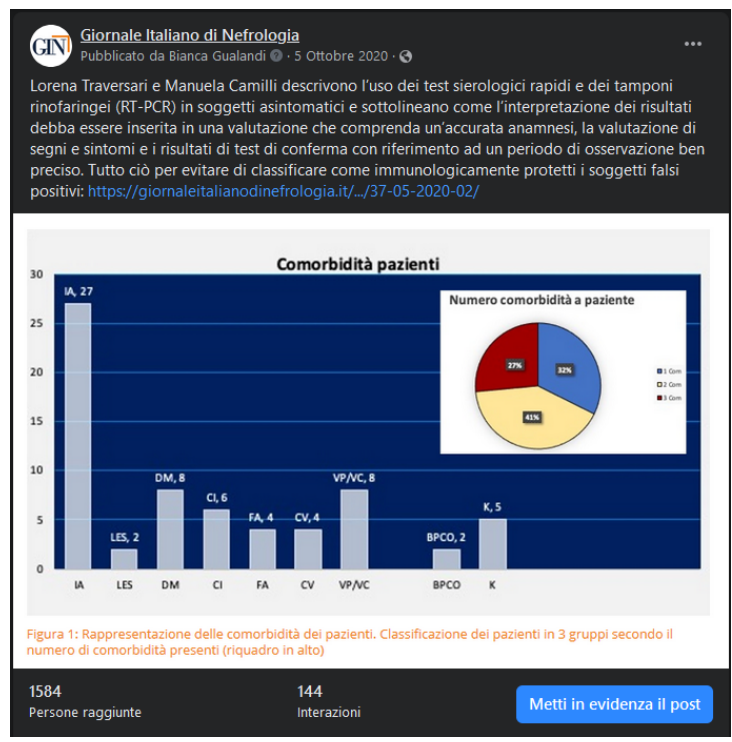 GIN
Giornale Italiano di Nefrologia
Pubblicato da Bianca Gualandi · 5 Ottobre 2020 ·
Lorena Traversari e Manuela Camilli descrivono l'uso dei test sierologici rapidi e dei tamponi
rinofaringei (RT-PCR) in soggetti asintomatici e sottolineano come l'interpretazione dei risultati
debba essere inserita in una valutazione che comprenda un'accurata anamnesi, la valutazione di
segni e sintomi e i risultati di test di conferma con riferimento ad un periodo di osservazione ben
preciso. Tutto ciò per evitare di classificare come immunologicamente protetti i soggetti falsi
positivi: https://giornaleitalianodinefrologia.it/.../37-05-2020-02/
Comorbidità pazienti
30
25
20
15
10
5
0
IA, 27
LES, 2
DM, 8
CI, 6
FA, 4
CV, 4
VP/VC, 8
BPCO, 2
K, 5
IA LES DM CI FA CV VP/VC BPCO K
Numero comorbidità a paziente
27%
32%
41%
1 Com
2 Com
3 Com
Figura 1: Rappresentazione delle comorbidità dei pazienti. Classificazione dei pazienti in 3 gruppi secondo il
numero di comorbidità presenti (riquadro in alto)
1584
Persone raggiunte
144
Interazioni
Metti in evidenza il post